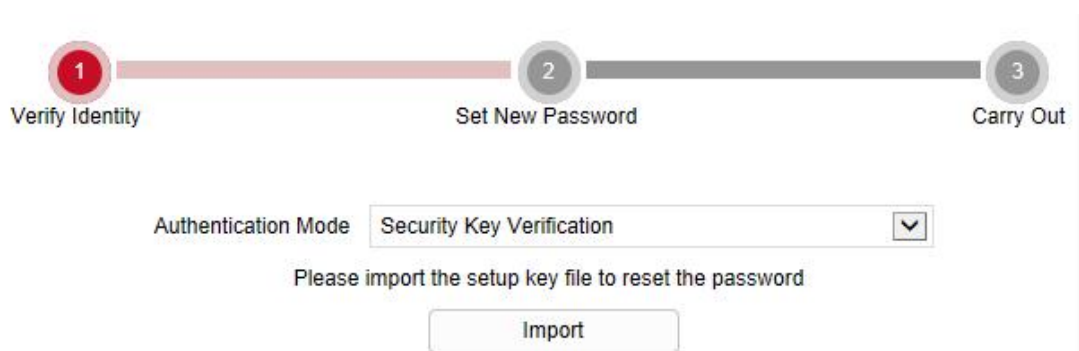 1 2 3
Verify Identity Set New Password Carry Out
Authentication Mode Security Key Verification
Please import the setup key file to reset the password
Import